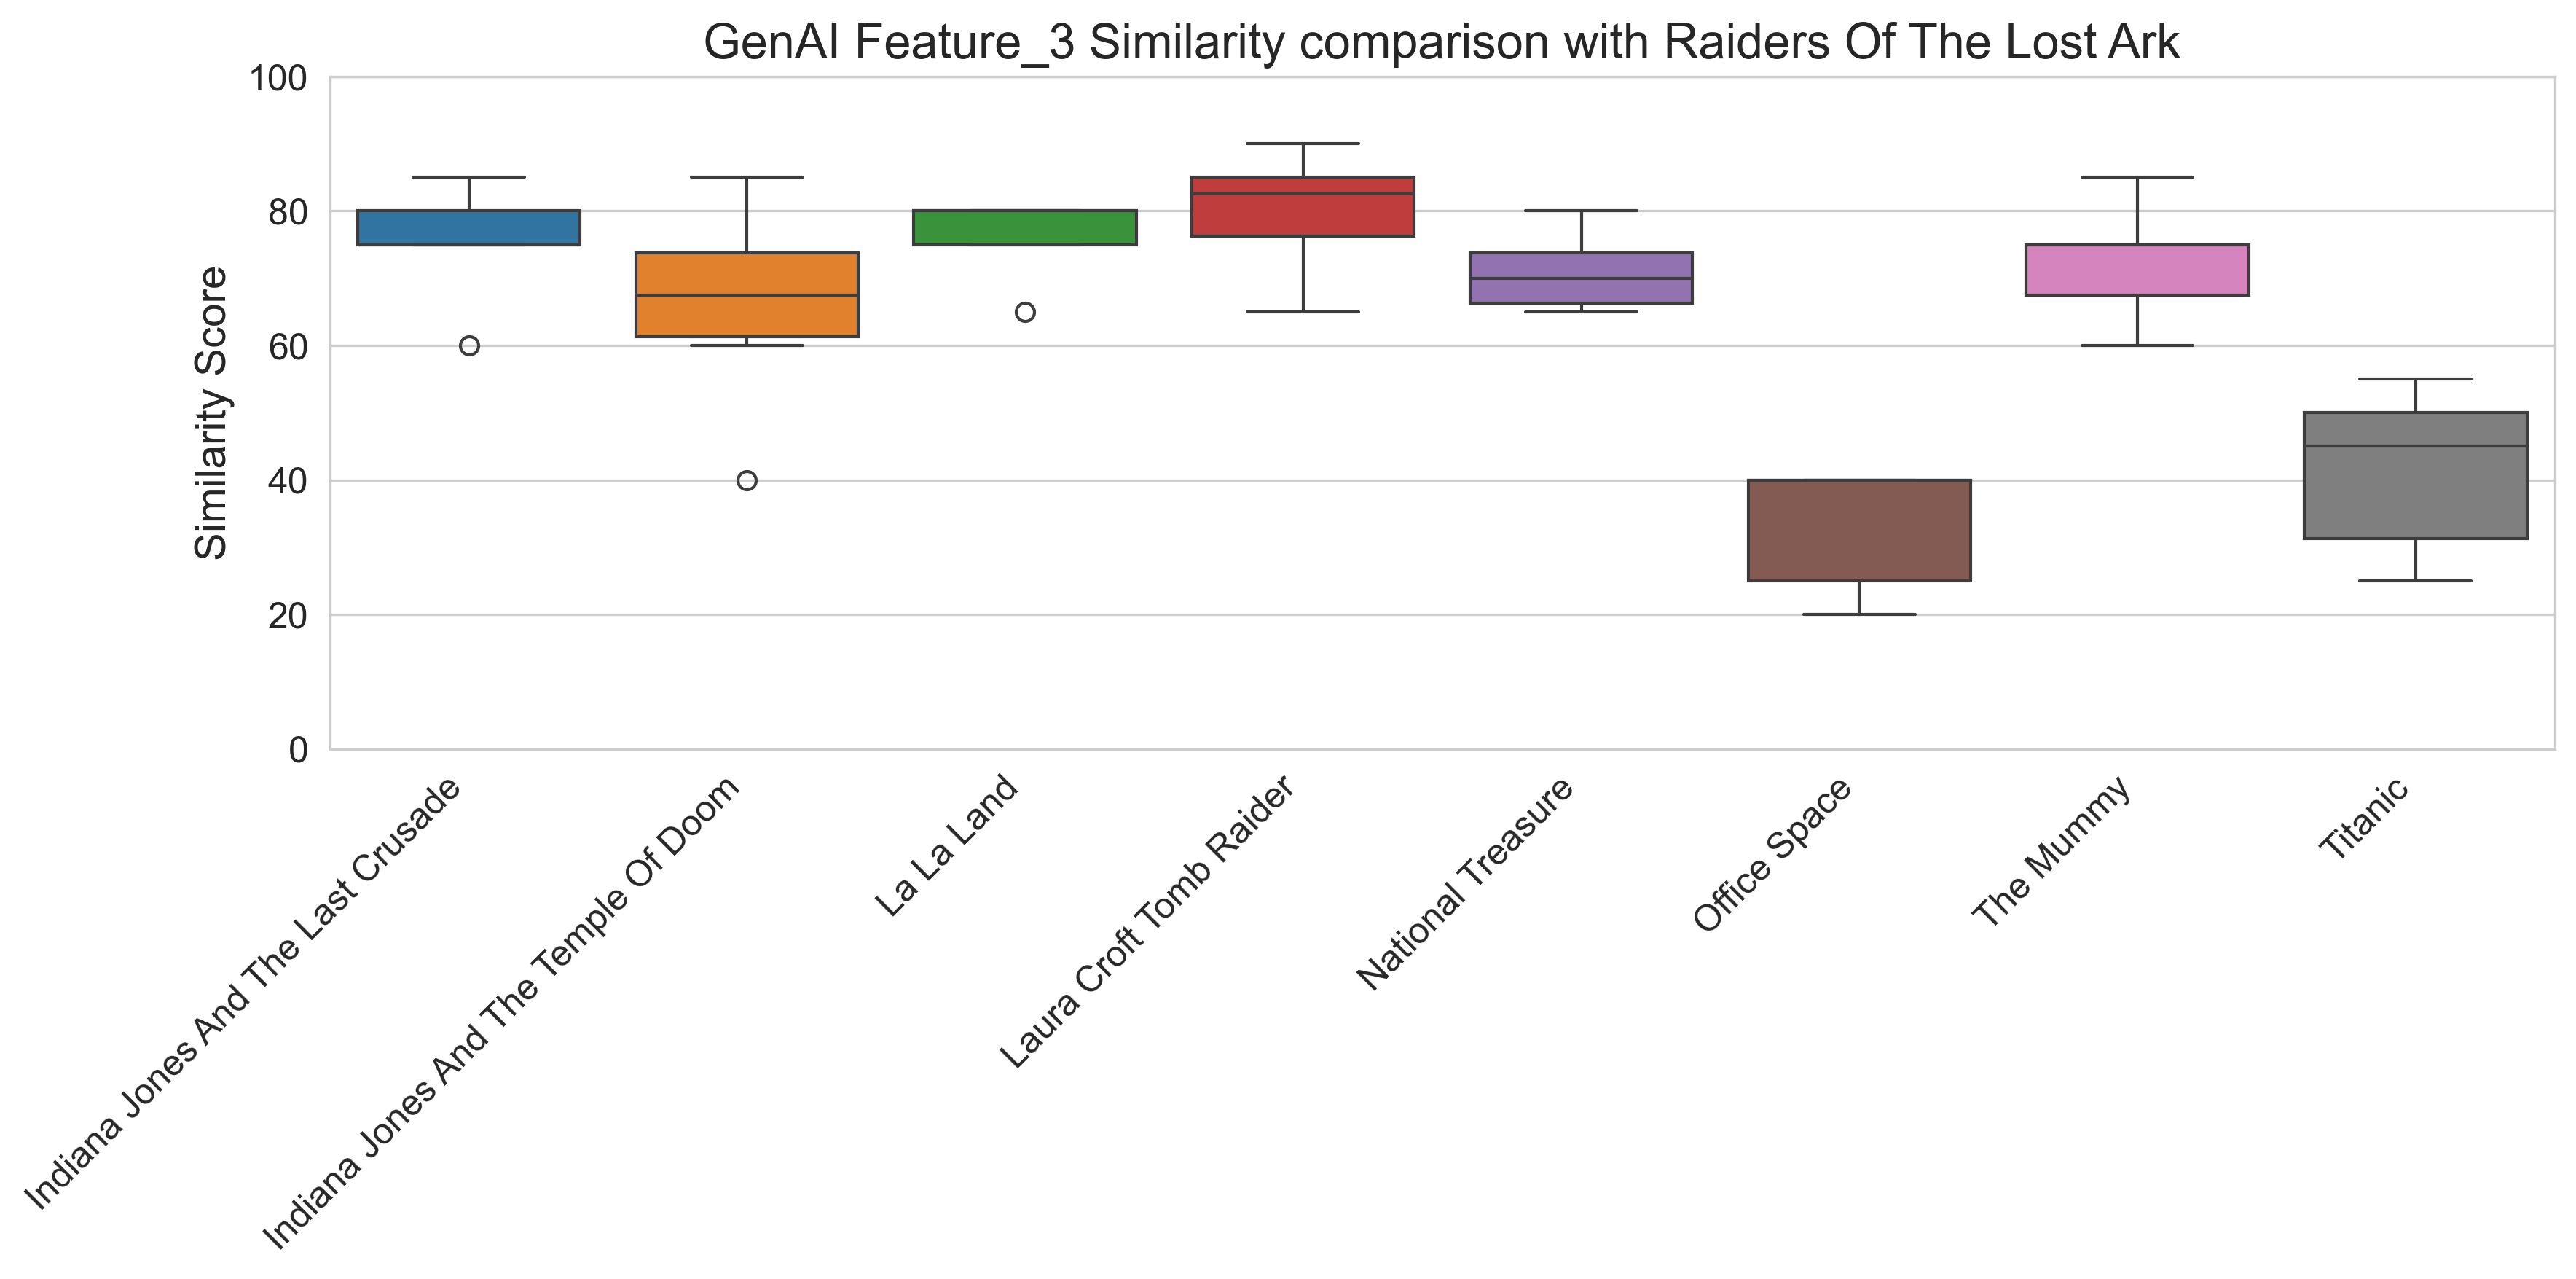 GenAI Feature_3 Similarity comparison with Raiders Of The Lost Ark
Similarity Score
100
80
60
40
20
0
Indiana Jones And The Last Crusade
Indiana Jones And The Temple Of Doom
La La Land
Laura Croft Tomb Raider
National Treasure
Office Space
The Mummy
Titanic